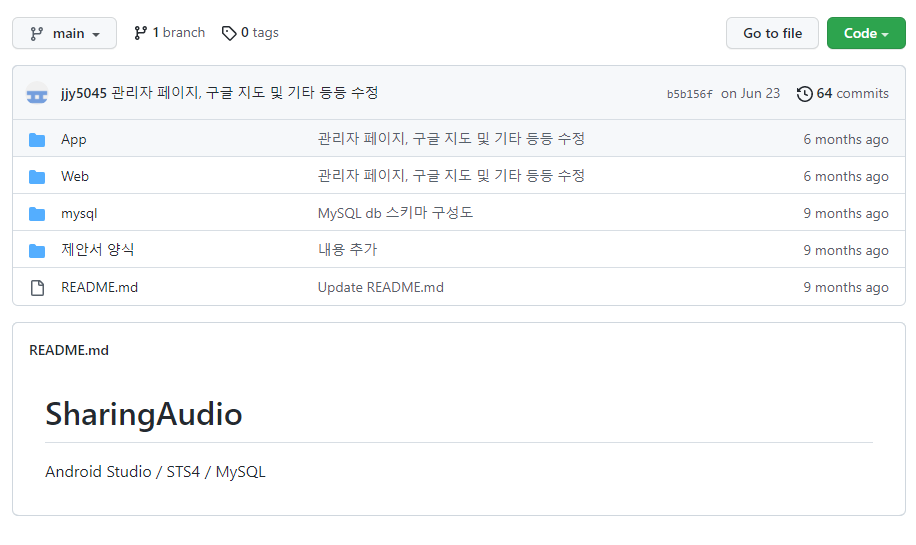 main 1 branch 0 tags Go to file Code
jjy5045 관리자 페이지, 구글 지도 및 기타 등등 수정 b5b156f on Jun 23 64 commits
App 관리자 페이지, 구글 지도 및 기타 등등 수정 6 months ago
Web 관리자 페이지, 구글 지도 및 기타 등등 수정 6 months ago
mysql MySQL db 스키마 구성도 9 months ago
제안서 양식 내용 추가 9 months ago
README.md Update README.md 9 months ago
README.md
SharingAudio
Android Studio / STS4 / MySQL